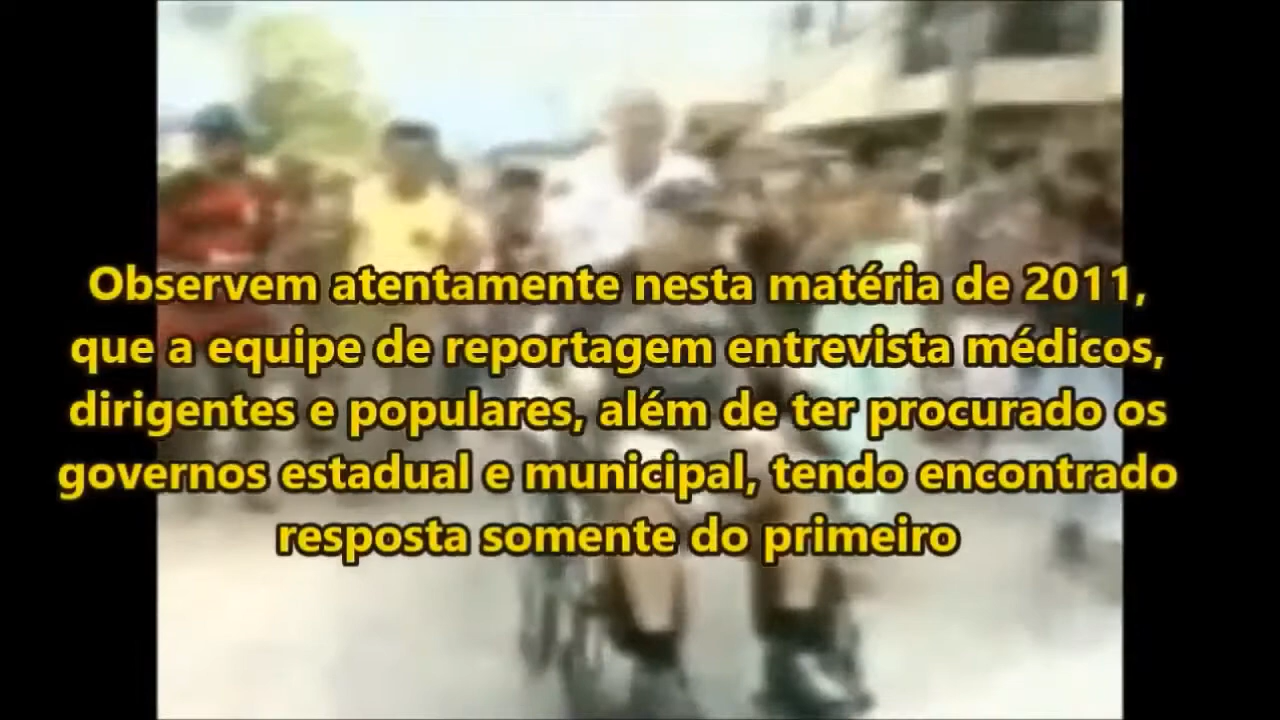 Observem atentamente nesta matéria de 2011,
que a equipe de reportagem entrevista médicos,
dirigentes e populares, além de ter procurado os
governos estadual e municipal, tendo encontrado
resposta somente do primeiro